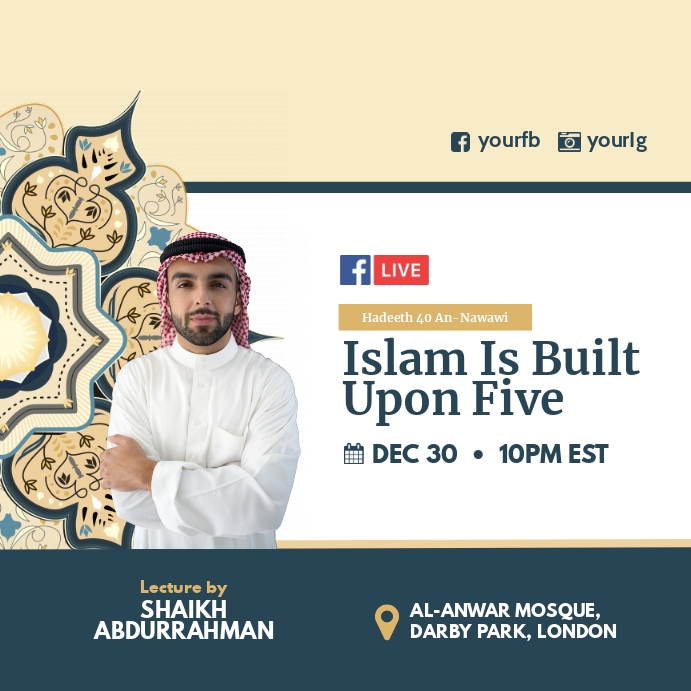 yourfb yourIg
f LIVE
Hadeeth 40 An-Nawawi
Islam Is Built
Upon Five
DEC 30 • 10PM EST
Lecture by
SHAIKH
ABDURRAHMAN
AL-ANWAR MOSQUE,
DARBY PARK, LONDON